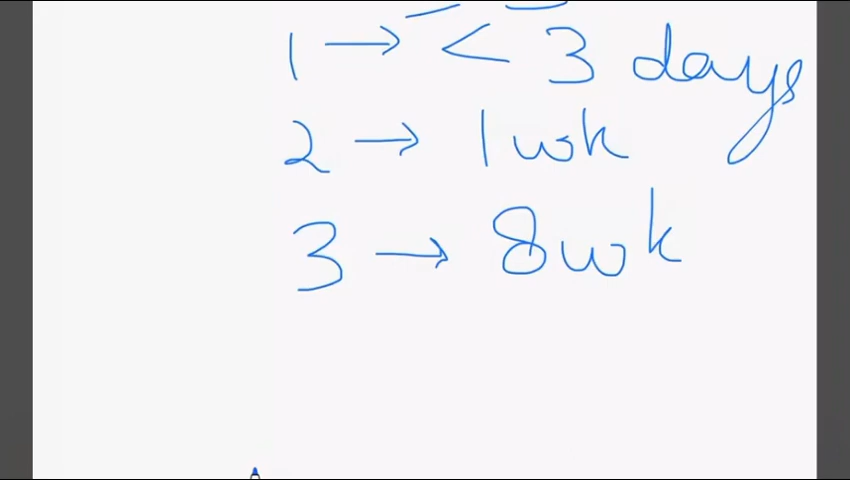 1 → < 3 days
2 → 1 wk
3 → 8 wk